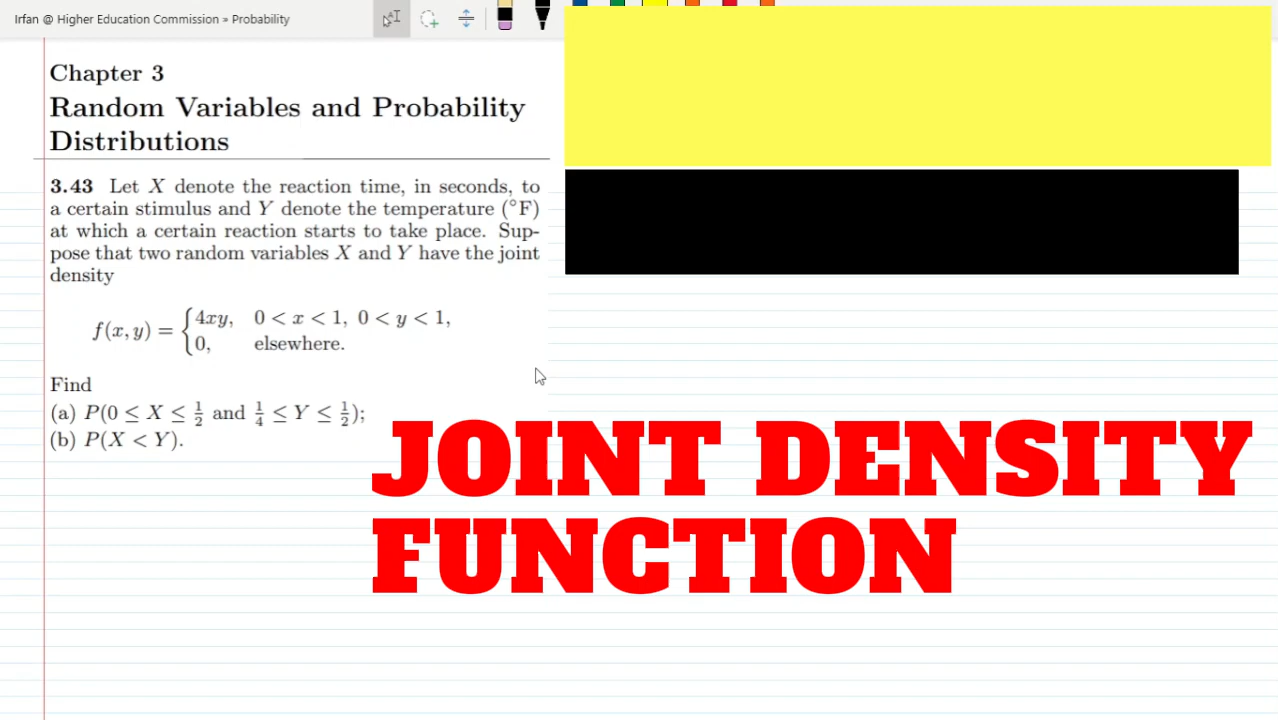 Irfan @ Higher Education Commission » Probability
Chapter 3
Random Variables and Probability
Distributions
3.43 Let X denote the reaction time, in seconds, to
a certain stimulus and Y denote the temperature (°F)
at which a certain reaction starts to take place. Sup-
pose that two random variables X and Y have the joint
density
f(x, y) = { 4xy, 0 < x < 1, 0 < y < 1,
0, elsewhere.
Find
(a) P(0 ≤ X ≤ 1/2 and 1/4 ≤ Y ≤ 1/2);
(b) P(X < Y).
JOINT DENSITY
FUNCTION